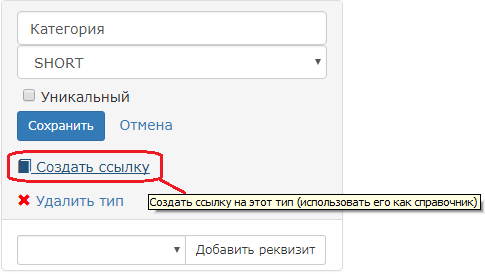 Категория
SHORT
Уникальный
Сохранить Отмена
Создать ссылку
Удалить тип
Создать ссылку на этот тип (использовать его как справочник)
Добавить реквизит